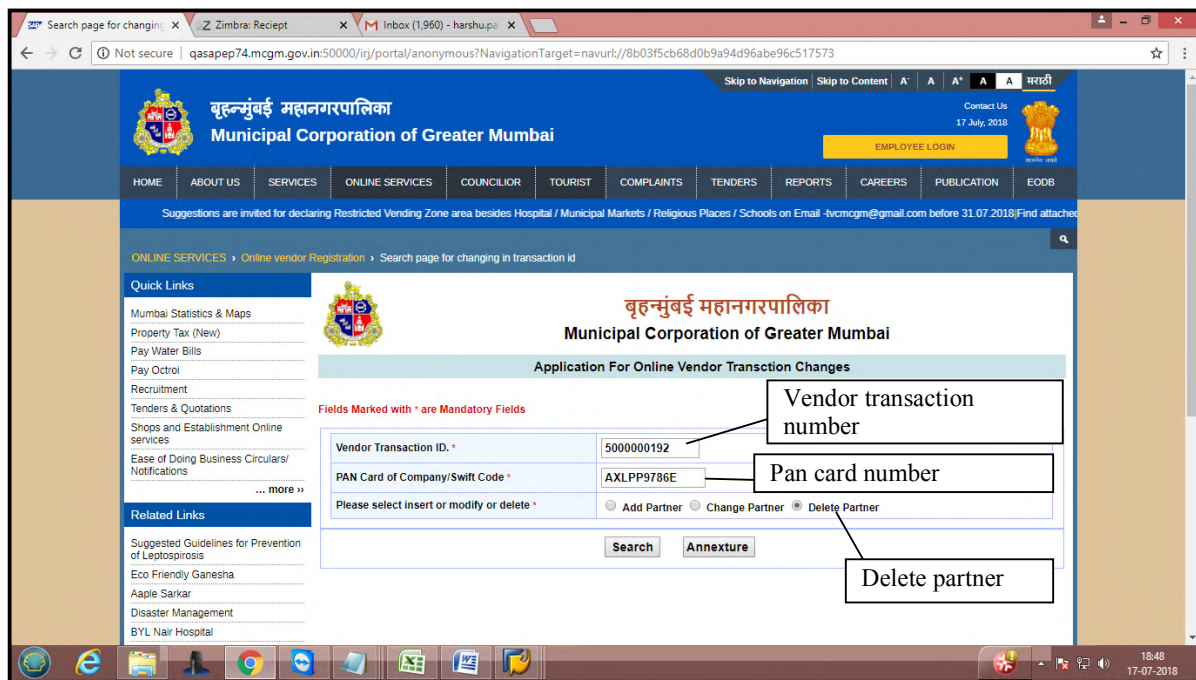 Search page for changing
Zimbra: Reciept
Inbox (1,960) - harshu.pa
Not secure | qasapep74.mcgm.gov.in:50000/irj/portal/anonymous?NavigationTarget=navurl://8b03f5cb68d0b9a94d96abe96c517573
Skip to Navigation Skip to Content A- A A+ A A मराठी
बृहन्मुंबई महानगरपालिका
Municipal Corporation of Greater Mumbai
Contact Us
17 July, 2018
EMPLOYEE LOGIN
HOME ABOUT US SERVICES ONLINE SERVICES COUNCILIOR TOURIST COMPLAINTS TENDERS REPORTS CAREERS PUBLICATION EODB
Suggestions are invited for declaring Restricted Vending Zone area besides Hospital / Municipal Markets / Religious Places / Schools on Email -tvcmcgm@gmail.com before 31.07.2018|Find attached
ONLINE SERVICES › Online vendor Registration › Search page for changing in transaction id
Quick Links
Mumbai Statistics & Maps
Property Tax (New)
Pay Water Bills
Pay Octroi
Recruitment
Tenders & Quotations
Shops and Establishment Online
services
Ease of Doing Business Circulars/
Notifications
... more ››
Related Links
Suggested Guidelines for Prevention
of Leptospirosis
Eco Friendly Ganesha
Aaple Sarkar
Disaster Management
BYL Nair Hospital
बृहन्मुंबई महानगरपालिका
Municipal Corporation of Greater Mumbai
Application For Online Vendor Transction Changes
Fields Marked with * are Mandatory Fields
Vendor Transaction ID. * 5000000192
PAN Card of Company/Swift Code * AXLPP9786E
Please select insert or modify or delete * Add Partner Change Partner Delete Partner
Search Annexture
Vendor transaction
number
Pan card number
Delete partner
18:48
17-07-2018